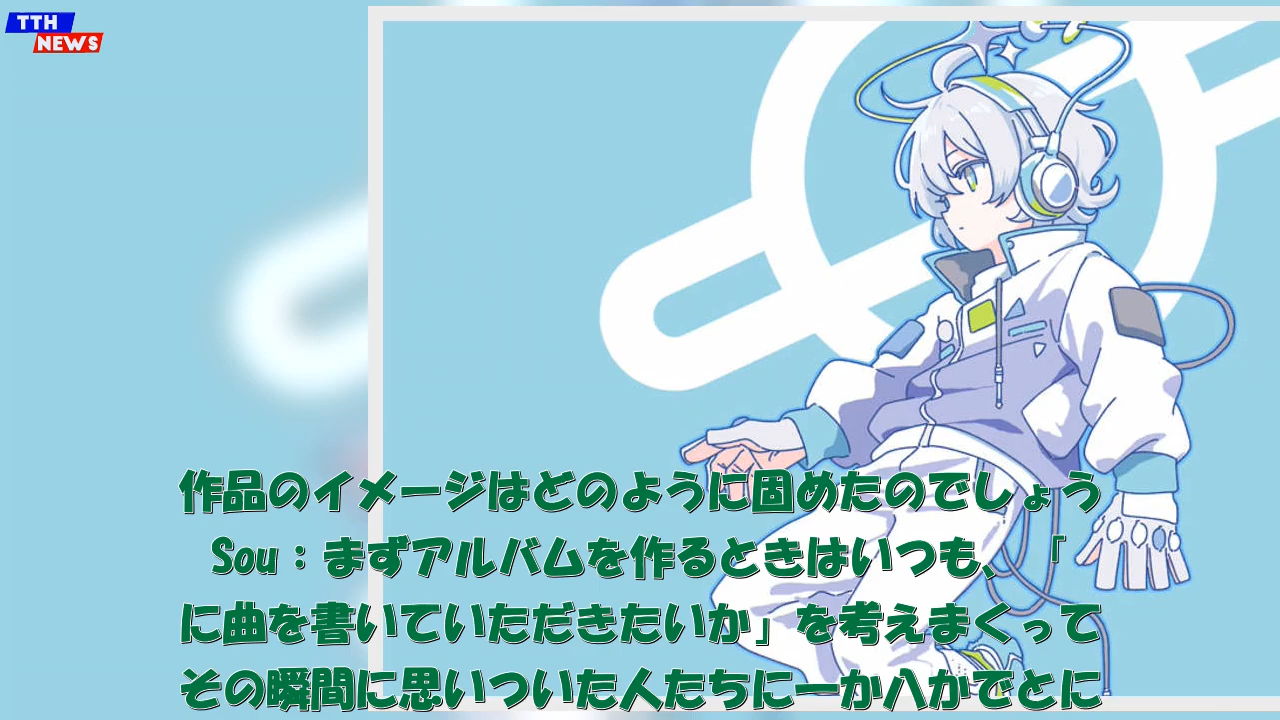 TTH
NEWS
作品のイメージはどのように固めたのでしょう
Sou：まずアルバムを作るときはいつも、「
に曲を書いていただきたいか」を考えまくって
その瞬間に思いついた人たちに一か八かでとに